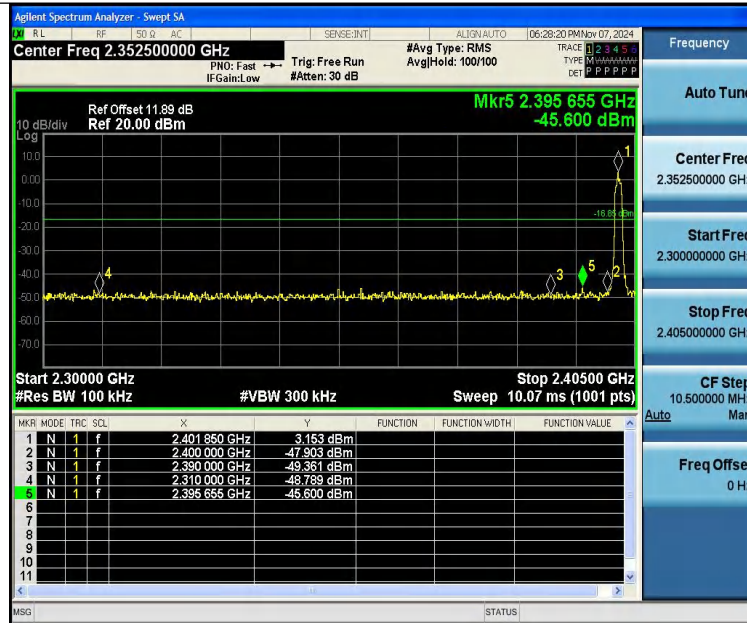 Agilent Spectrum Analyzer - Swept SA
LXI RL RF 50 Ω AC SENSE:INT ALIGN AUTO 06:28:20 PM Nov 07, 2024
Center Freq 2.352500000 GHz
PNO: Fast
IFGain:Low
Trig: Free Run
#Atten: 30 dB
#Avg Type: RMS
Avg|Hold: 100/100
TRACE 1 2 3 4 5 6
TYPE M
DET P P P P P P
Ref Offset 11.89 dB
10 dB/div Ref 20.00 dBm
Log
Mkr5 2.395 655 GHz
-45.600 dBm
10.0
0.00
-10.0
-20.0
-30.0
-40.0
-50.0
-60.0
-70.0
-16.85 dBm
1
4
3
5
2
Start 2.30000 GHz Stop 2.40500 GHz
#Res BW 100 kHz #VBW 300 kHz Sweep 10.07 ms (1001 pts)
MKR MODE TRC SCL X Y FUNCTION FUNCTION WIDTH FUNCTION VALUE
1 N 1 f 2.401 850 GHz 3.153 dBm
2 N 1 f 2.400 000 GHz -47.903 dBm
3 N 1 f 2.390 000 GHz -49.361 dBm
4 N 1 f 2.310 000 GHz -48.789 dBm
5 N 1 f 2.395 655 GHz -45.600 dBm
6
7
8
9
10
11
MSG STATUS
Frequency
Auto Tune
Center Fre
2.352500000 GH
Start Fre
2.300000000 GH
Stop Fre
2.405000000 GH
CF Step
10.500000 MH
Auto Ma
Freq Offse
0 H